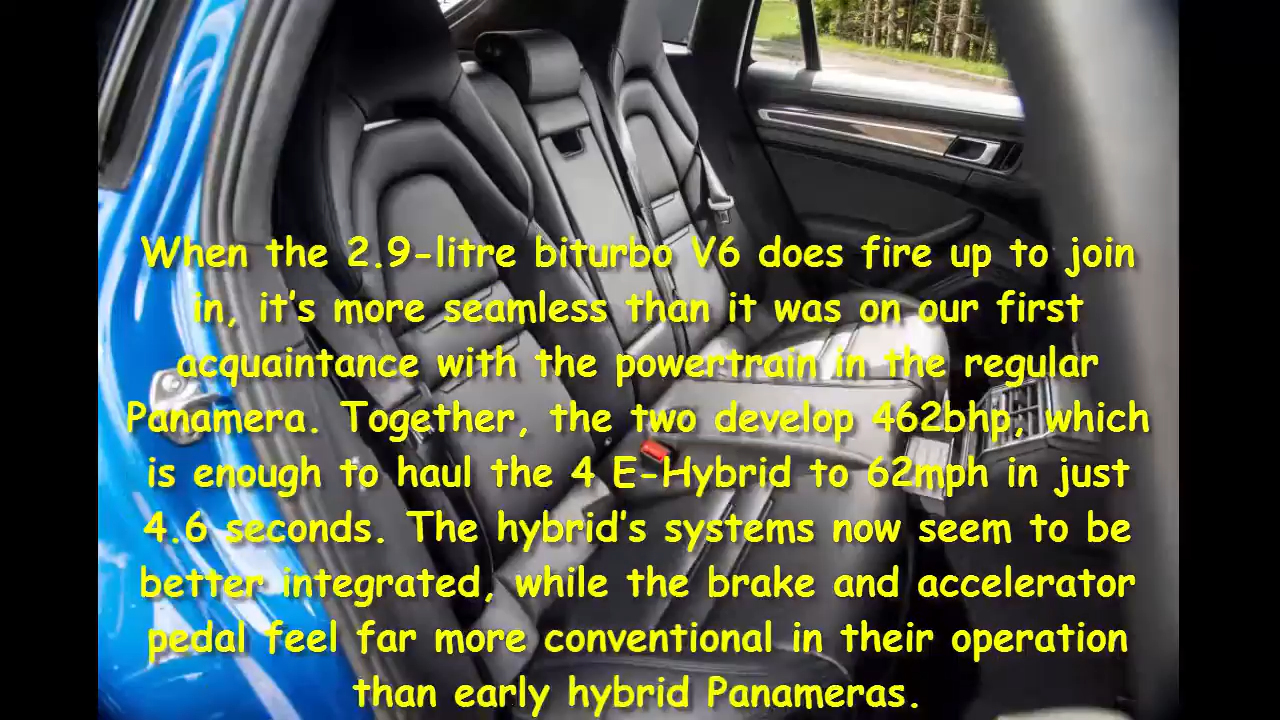 When the 2.9-litre biturbo V6 does fire up to join
in, it's more seamless than it was on our first
acquaintance with the powertrain in the regular
Panamera. Together, the two develop 462bhp, which
is enough to haul the 4 E-Hybrid to 62mph in just
4.6 seconds. The hybrid's systems now seem to be
better integrated, while the brake and accelerator
pedal feel far more conventional in their operation
than early hybrid Panameras.